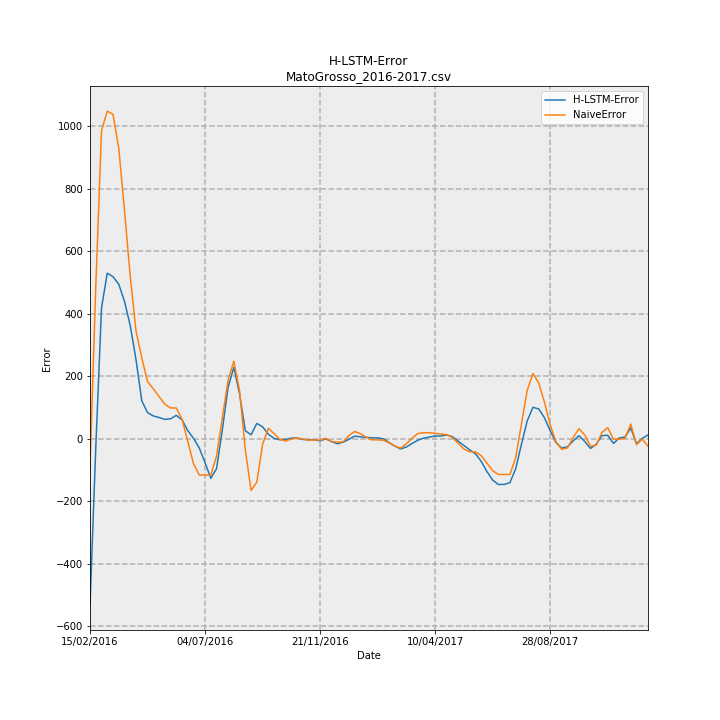 H-LSTM-Error
MatoGrosso_2016-2017.csv
H-LSTM-Error
NaiveError
Error
1000
800
600
400
200
0
−200
−400
−600
15/02/2016
04/07/2016
21/11/2016
10/04/2017
28/08/2017
Date